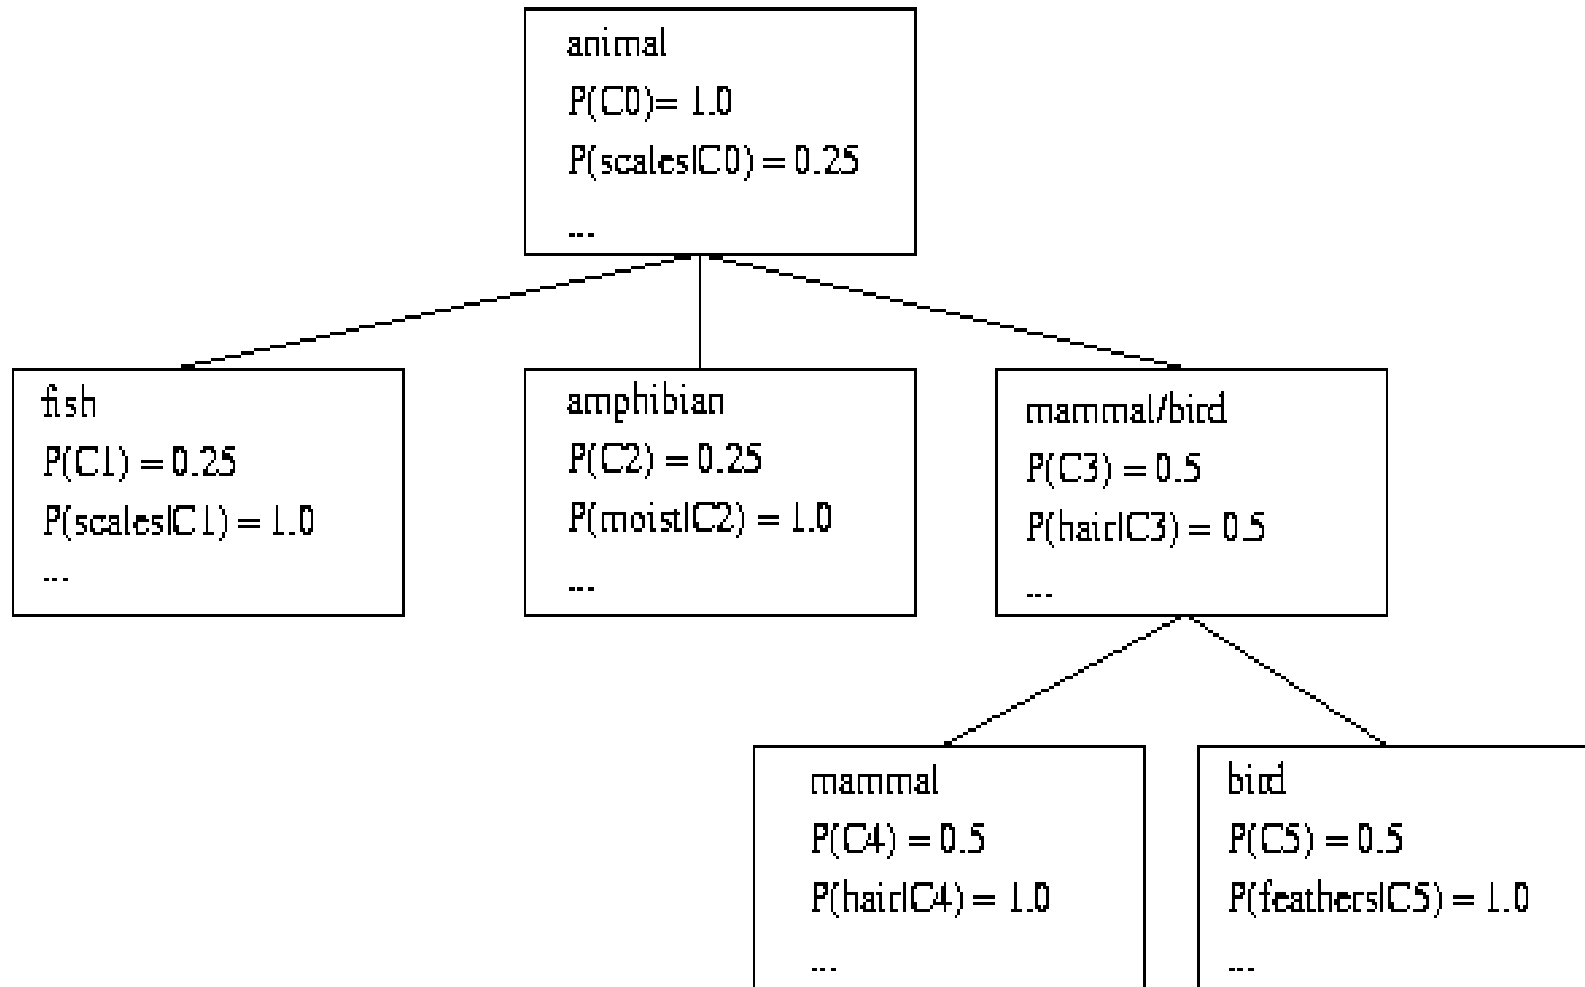 animal
P(C0)= 1.0
P(scales|C0) = 0.25
...
fish
P(C1) = 0.25
P(scales|C1) = 1.0
...
amphibian
P(C2) = 0.25
P(moist|C2) = 1.0
...
mammal/bird
P(C3) = 0.5
P(hair|C3) = 0.5
...
mammal
P(C4) = 0.5
P(hair|C4) = 1.0
...
bird
P(C5) = 0.5
P(feathers|C5) = 1.0
...